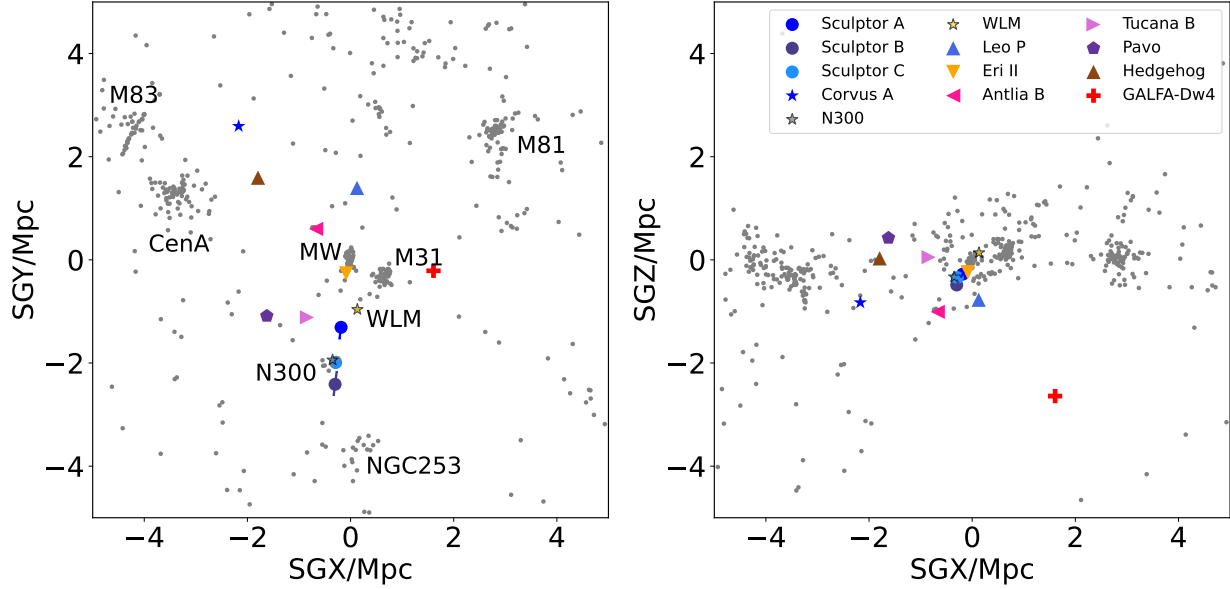 M83
M81
CenA
MW
M31
WLM
N300
NGC253
4
2
0
−2
−4
SGY/Mpc
−4 −2 0 2 4
SGX/Mpc
Sculptor A WLM Tucana B
Sculptor B Leo P Pavo
Sculptor C Eri II Hedgehog
Corvus A Antlia B GALFA-Dw4
N300
4
2
0
−2
−4
SGZ/Mpc
−4 −2 0 2 4
SGX/Mpc